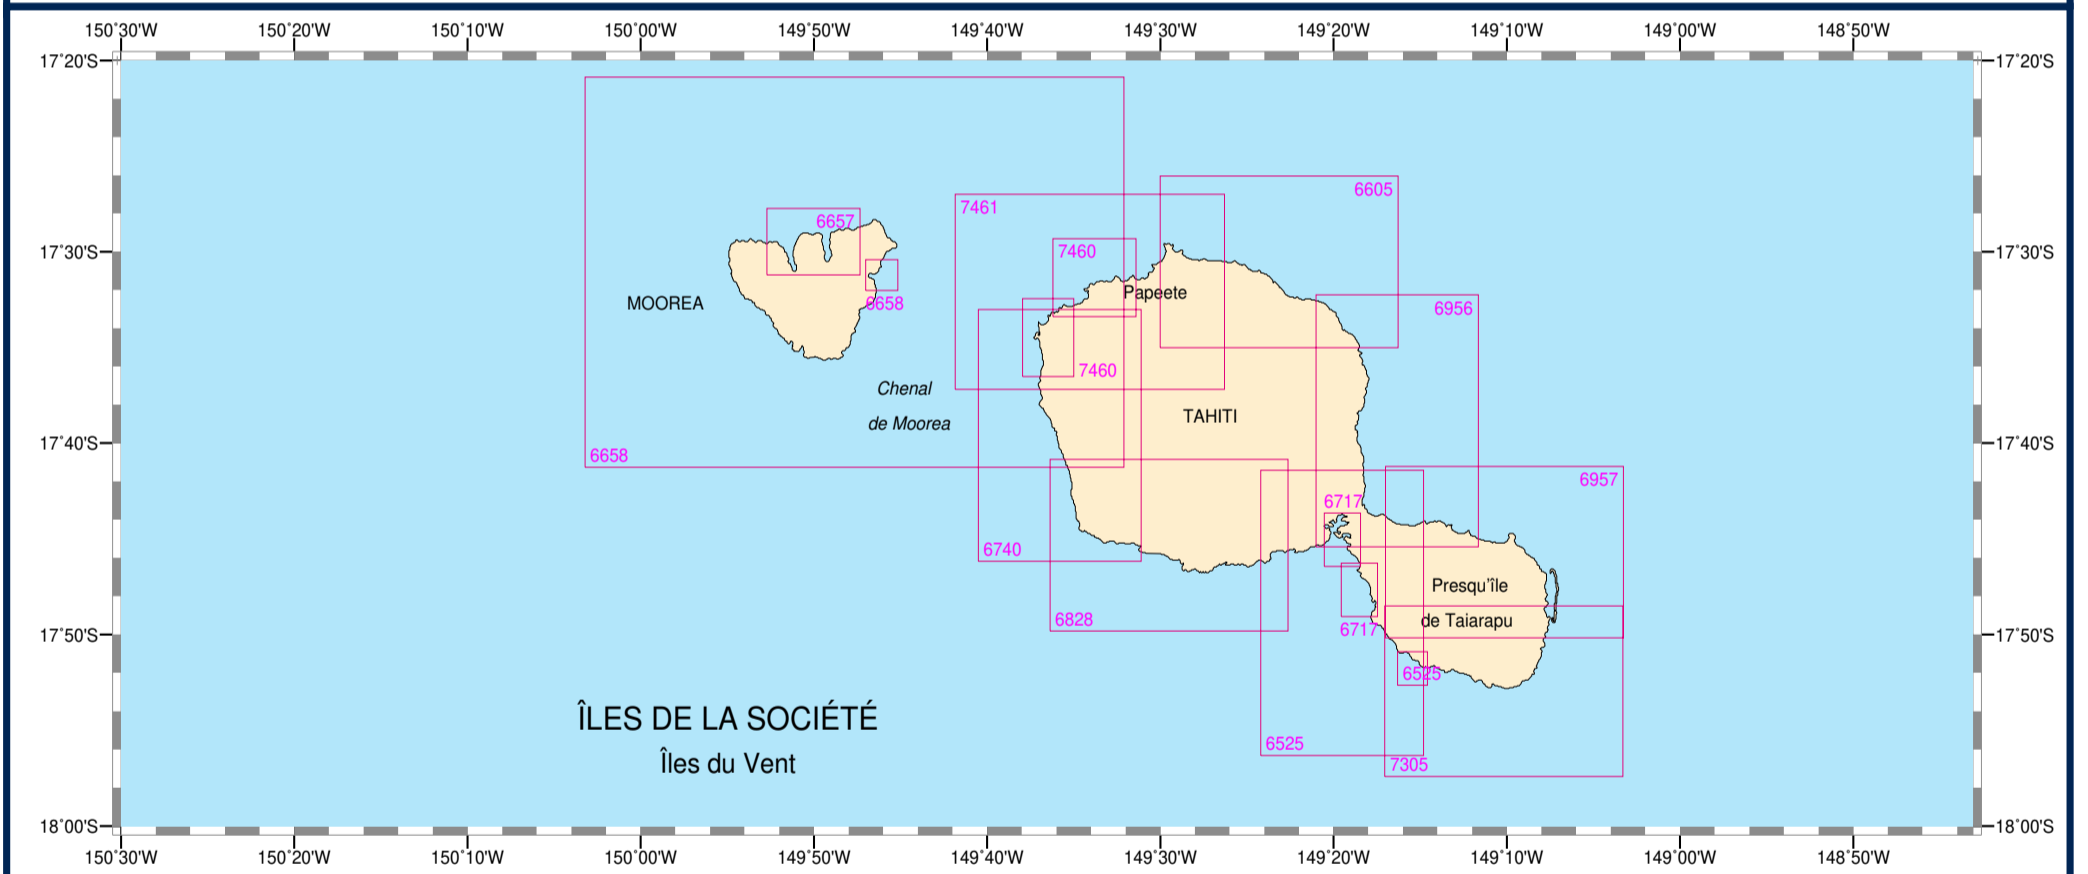 150°30'W 150°20'W 150°10'W 150°00'W 149°50'W 149°40'W 149°30'W 149°20'W 149°10'W 149°00'W 148°50'W
17°20'S 17°20'S
6605
7461
6657
17°30'S 7460 17°30'S
Papeete
MOOREA 6658 6956
7460
Chenal
de Moorea
TAHITI
17°40'S 17°40'S
6658
6957
6717
6740
Presqu'île
de Taiarapu
6828
6717
17°50'S 17°50'S
6525
ÎLES DE LA SOCIÉTÉ
6525
Îles du Vent
7305
18°00'S 18°00'S
150°30'W 150°20'W 150°10'W 150°00'W 149°50'W 149°40'W 149°30'W 149°20'W 149°10'W 149°00'W 148°50'W